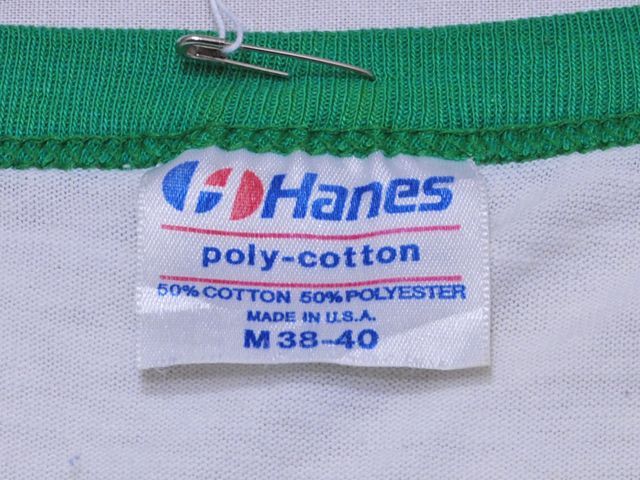 Hanes
poly-cotton
50% COTTON 50% POLYESTER
MADE IN U.S.A.
M 38-40